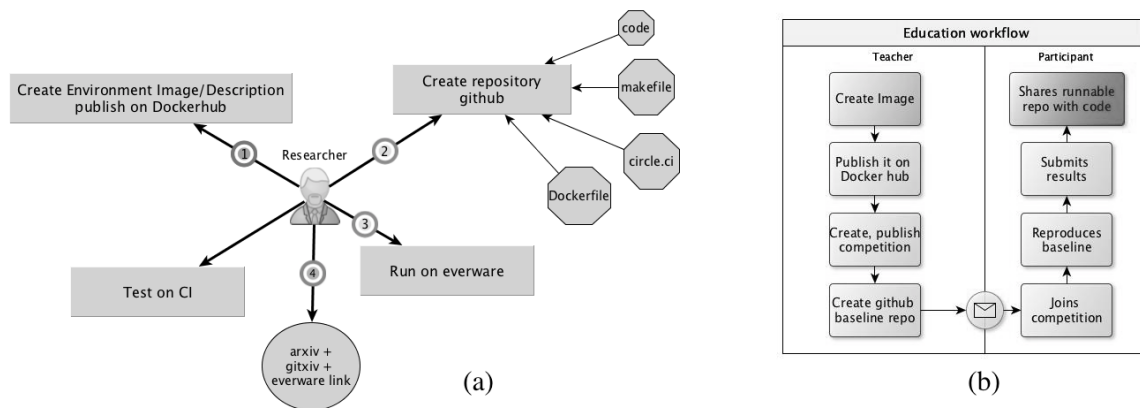 Create Environment Image/Description
publish on Dockerhub
1
Researcher
2
Create repository
github
code
makefile
circle.ci
Dockerfile
3
Run on everware
Test on CI
4
arxiv +
gitxiv +
everware link
(a)
Education workflow
Teacher
Create Image
Publish it on
Docker hub
Create, publish
competition
Create github
baseline repo
Participant
Shares runnable
repo with code
Submits
results
Reproduces
baseline
Joins
competition
(b)